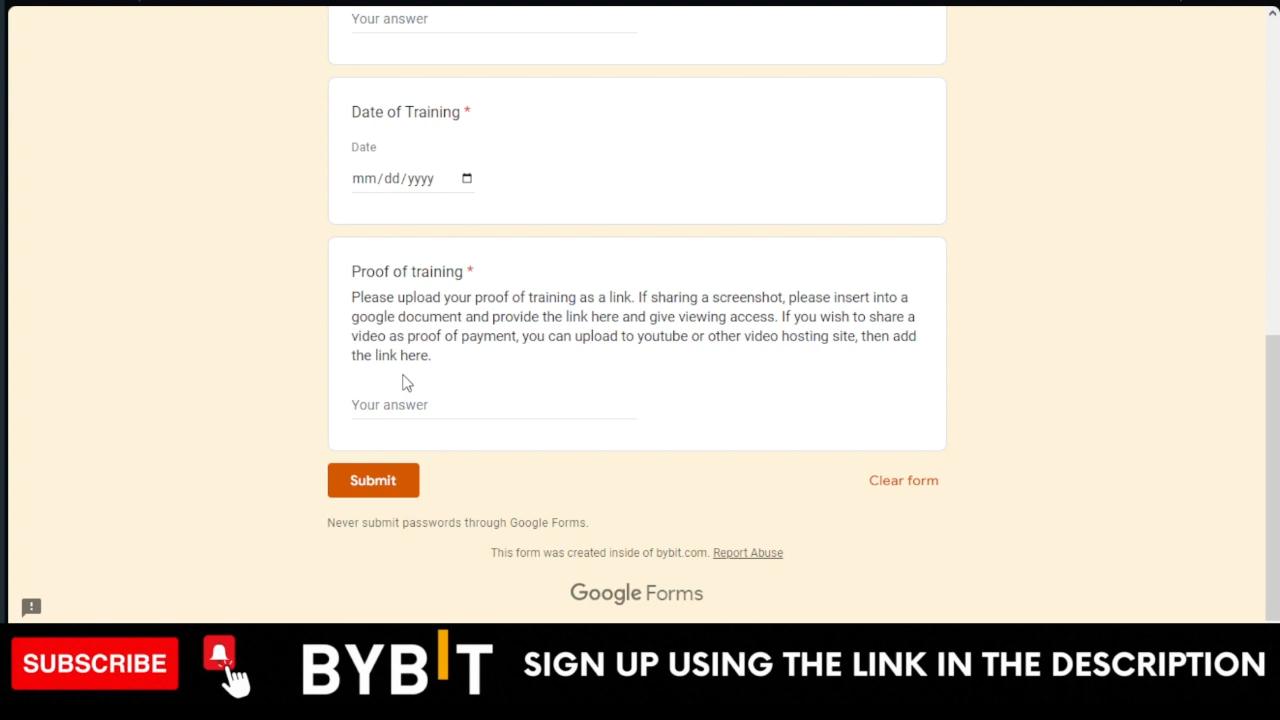 Your answer
Date of Training *
Date
mm/dd/yyyy
Proof of training *
Please upload your proof of training as a link. If sharing a screenshot, please insert into a
google document and provide the link here and give viewing access. If you wish to share a
video as proof of payment, you can upload to youtube or other video hosting site, then add
the link here.
Your answer
Submit
Clear form
Never submit passwords through Google Forms.
This form was created inside of bybit.com. Report Abuse
Google Forms
SUBSCRIBE
BYBIT
SIGN UP USING THE LINK IN THE DESCRIPTION